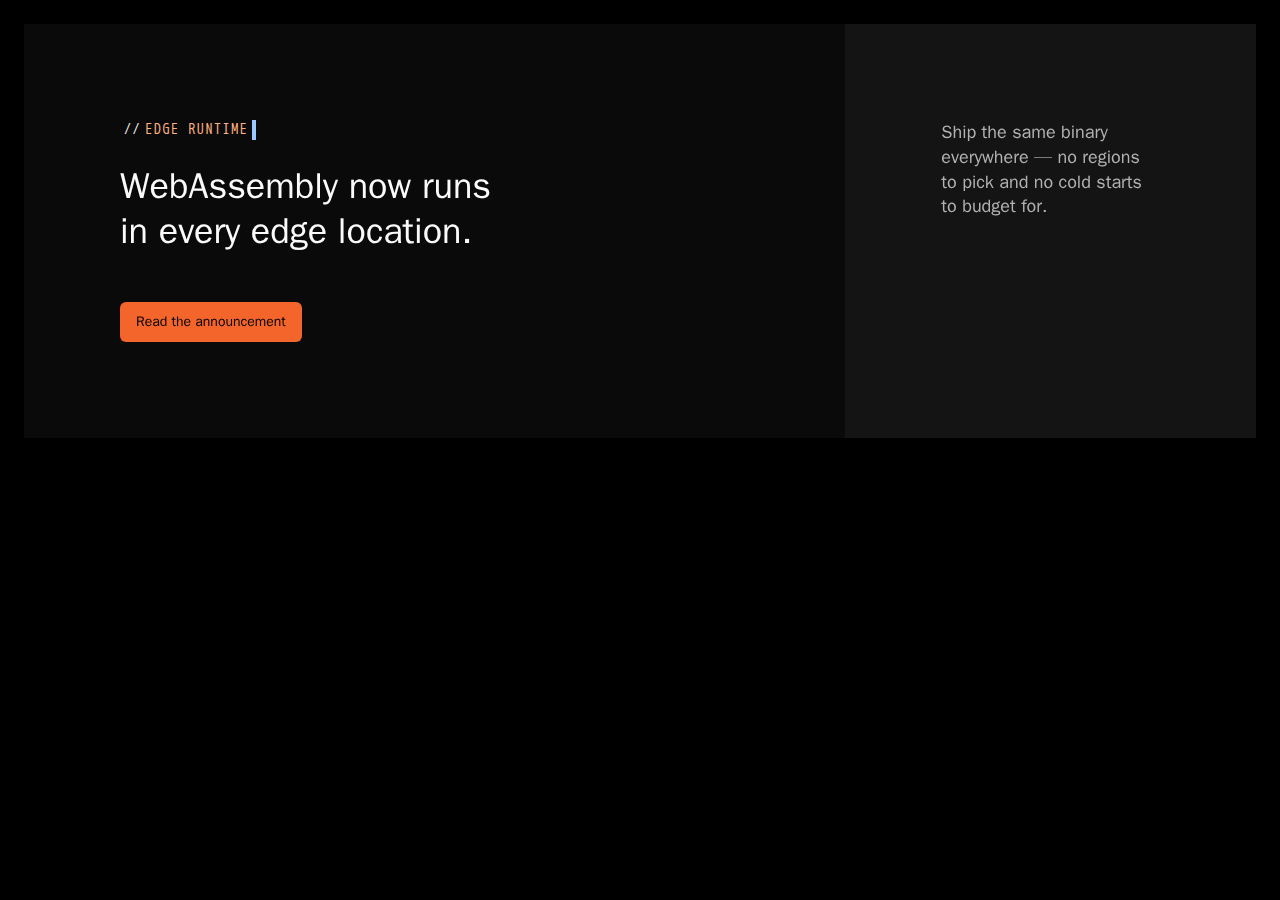 // EDGE RUNTIME
WebAssembly now runs
in every edge location.
Read the announcement
Ship the same binary
everywhere — no regions
to pick and no cold starts
to budget for.